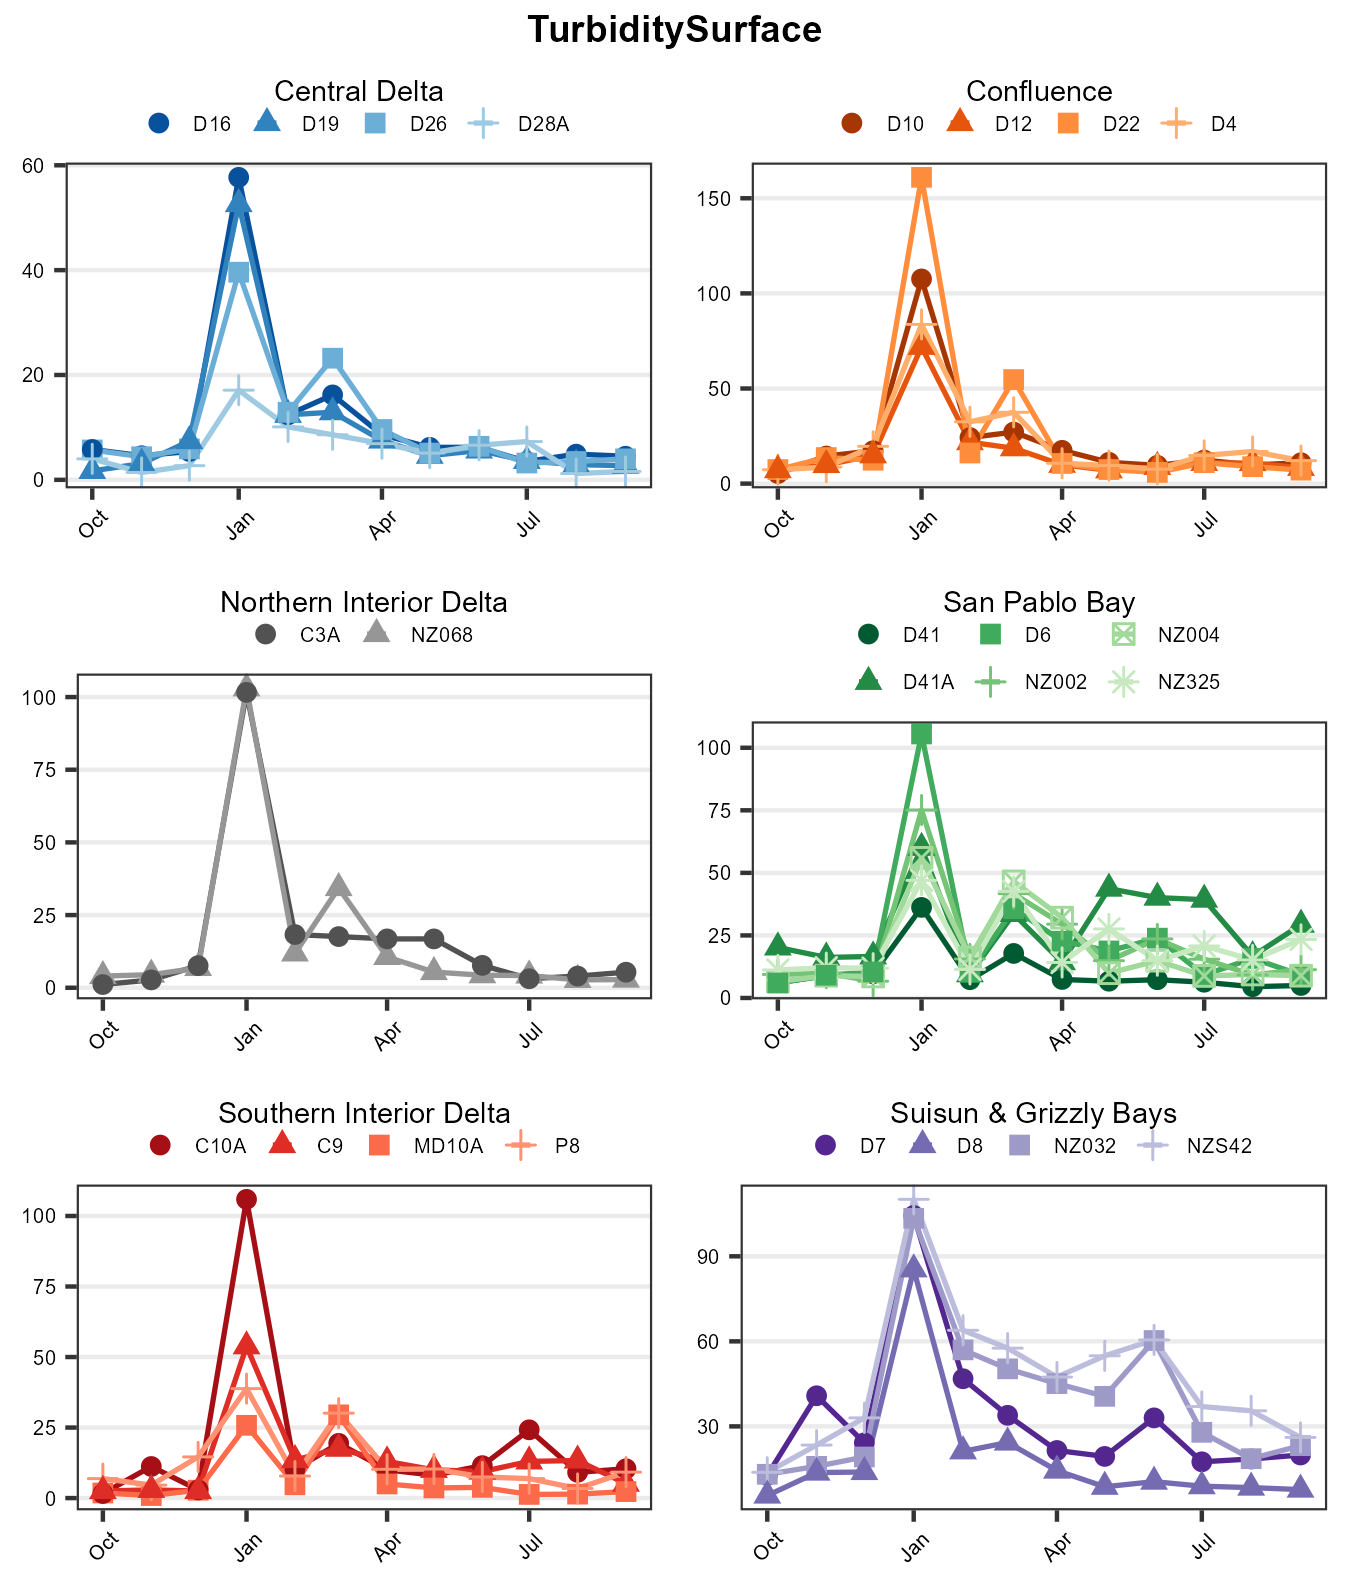 TurbiditySurface
Central Delta
D16 D19 D26 D28A
60
40
20
0
Oct Jan Apr Jul
Confluence
D10 D12 D22 D4
150
100
50
0
Oct Jan Apr Jul
Northern Interior Delta
C3A NZ068
100
75
50
25
0
Oct Jan Apr Jul
San Pablo Bay
D41 D6 NZ004
D41A NZ002 NZ325
100
75
50
25
0
Oct Jan Apr Jul
Southern Interior Delta
C10A C9 MD10A P8
100
75
50
25
0
Oct Jan Apr Jul
Suisun & Grizzly Bays
D7 D8 NZ032 NZS42
90
60
30
Oct Jan Apr Jul